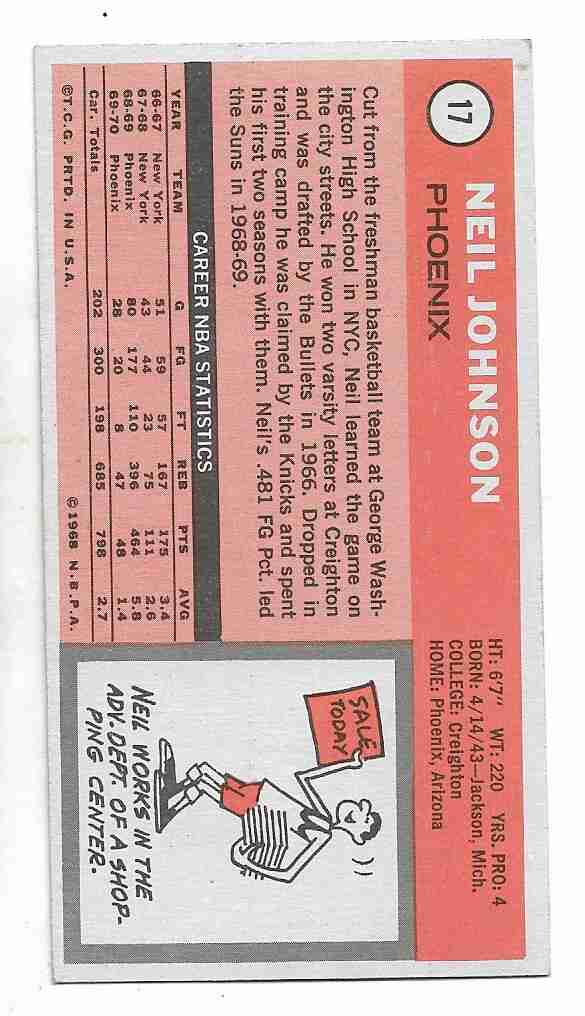 17
NEIL JOHNSON
PHOENIX
HT: 6'7" WT: 220 YRS. PRO: 4
BORN: 4/14/43—Jackson, Mich.
COLLEGE: Creighton
HOME: Phoenix, Arizona
Cut from the freshman basketball team at George Wash-
ington High School in NYC, Neil learned the game on
the city streets. He won two varsity letters at Creighton
and was drafted by the Bullets in 1966. Dropped in
training camp he was claimed by the Knicks and spent
his first two seasons with them. Neil's .481 FG Pct. led
the Suns in 1968-69.
CAREER NBA STATISTICS
YEAR TEAM G FG FT REB PTS AVG
66-67 New York 51 59 57 167 175 3.4
67-68 New York 43 44 23 75 111 2.6
68-69 Phoenix 80 177 110 396 464 5.8
69-70 Phoenix 28 20 8 47 48 1.4
Car. Totals 202 300 198 685 798 2.7
©T.C.G. PRTD. IN U.S.A. ©1968 N.B.P.A.
SALE
TODAY
NEIL WORKS IN THE
ADV. DEPT. OF A SHOP-
PING CENTER.